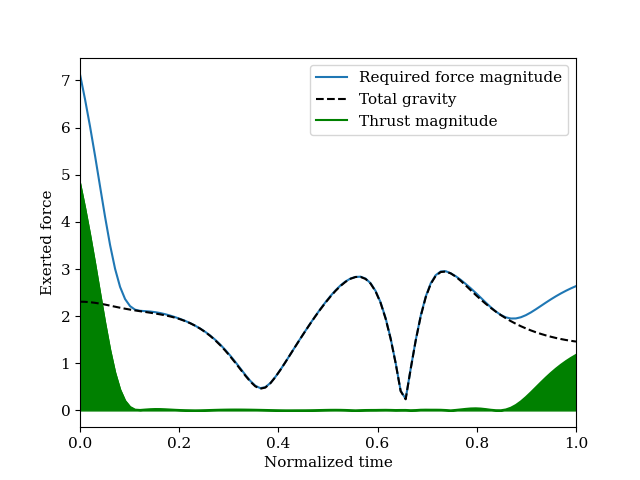 Required force magnitude
Total gravity
Thrust magnitude
7
6
5
4
3
2
1
0
Exerted force
0.0 0.2 0.4 0.6 0.8 1.0
Normalized time